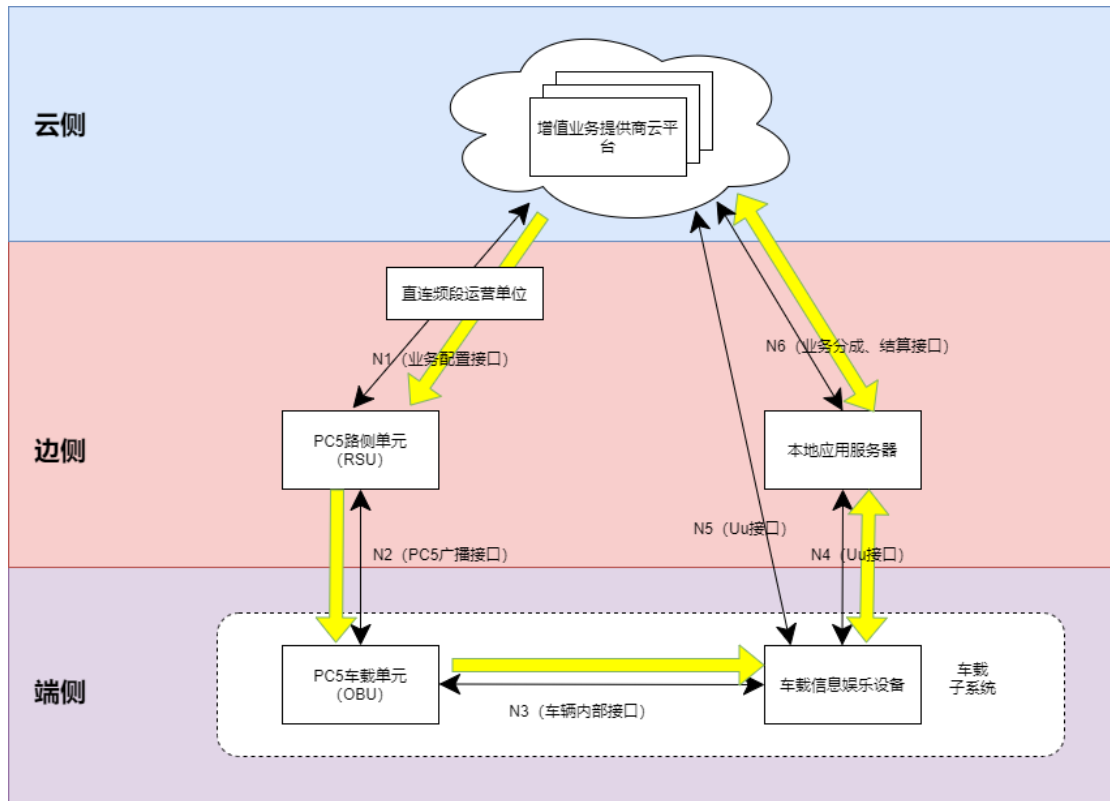 云侧
增值业务提供商云平
台
直连频段运营单位
N1（业务配置接口）
N6（业务分成、结算接口）
边侧
PC5路侧单元
（RSU）
本地应用服务器
N5（Uu接口）
N2（PC5广播接口）
N4（Uu接口）
端侧
PC5车载单元
（OBU）
车载信息娱乐设备
车载
子系统
N3（车辆内部接口）